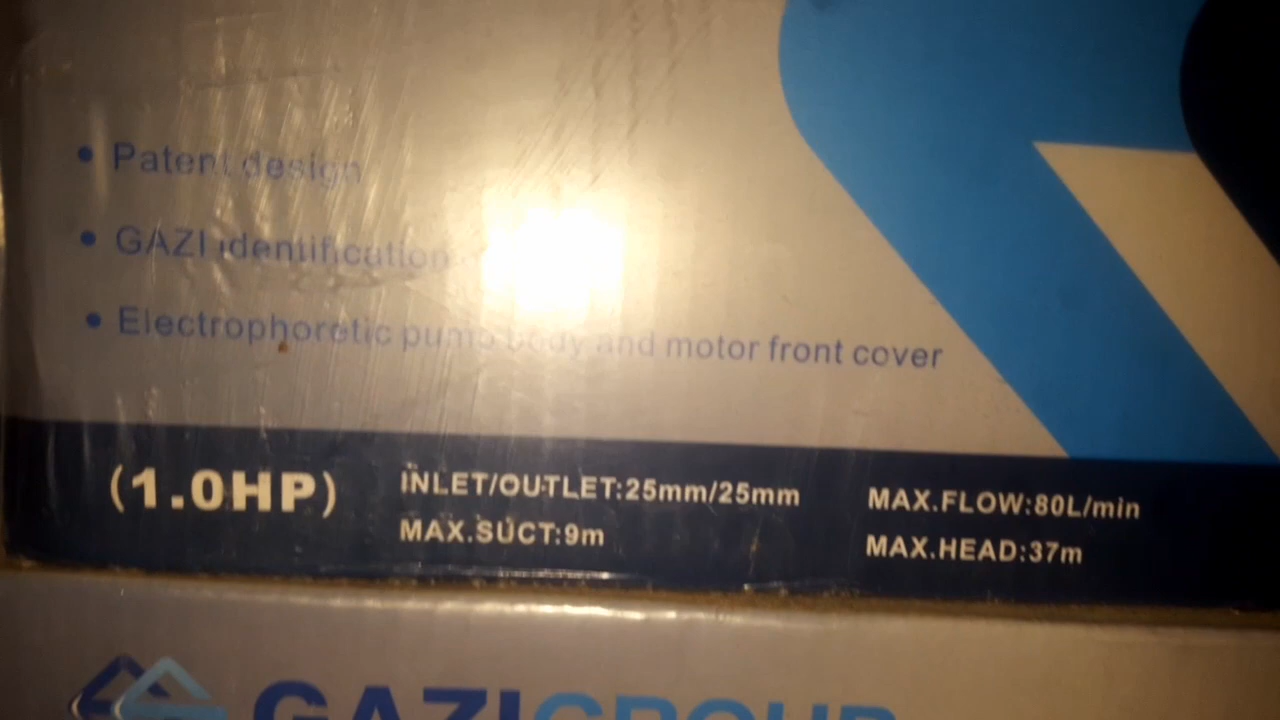 • Patent design
• GAZI identification
• Electrophoretic pump body and motor front cover
(1.0HP)
INLET/OUTLET:25mm/25mm
MAX.SUCT:9m
MAX.FLOW:80L/min
MAX.HEAD:37m
GAZIGROUP